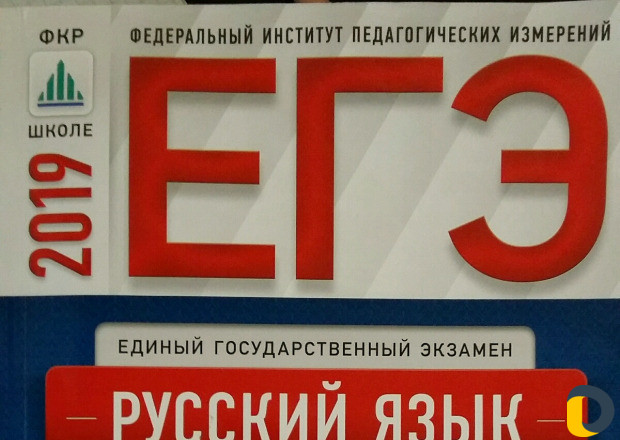 ФКР
ШКОЛЕ
2019
ФЕДЕРАЛЬНЫЙ ИНСТИТУТ ПЕДАГОГИЧЕСКИХ ИЗМЕРЕНИЙ
ЕГЭ
ЕДИНЫЙ ГОСУДАРСТВЕННЫЙ ЭКЗАМЕН
РУССКИЙ ЯЗЫК